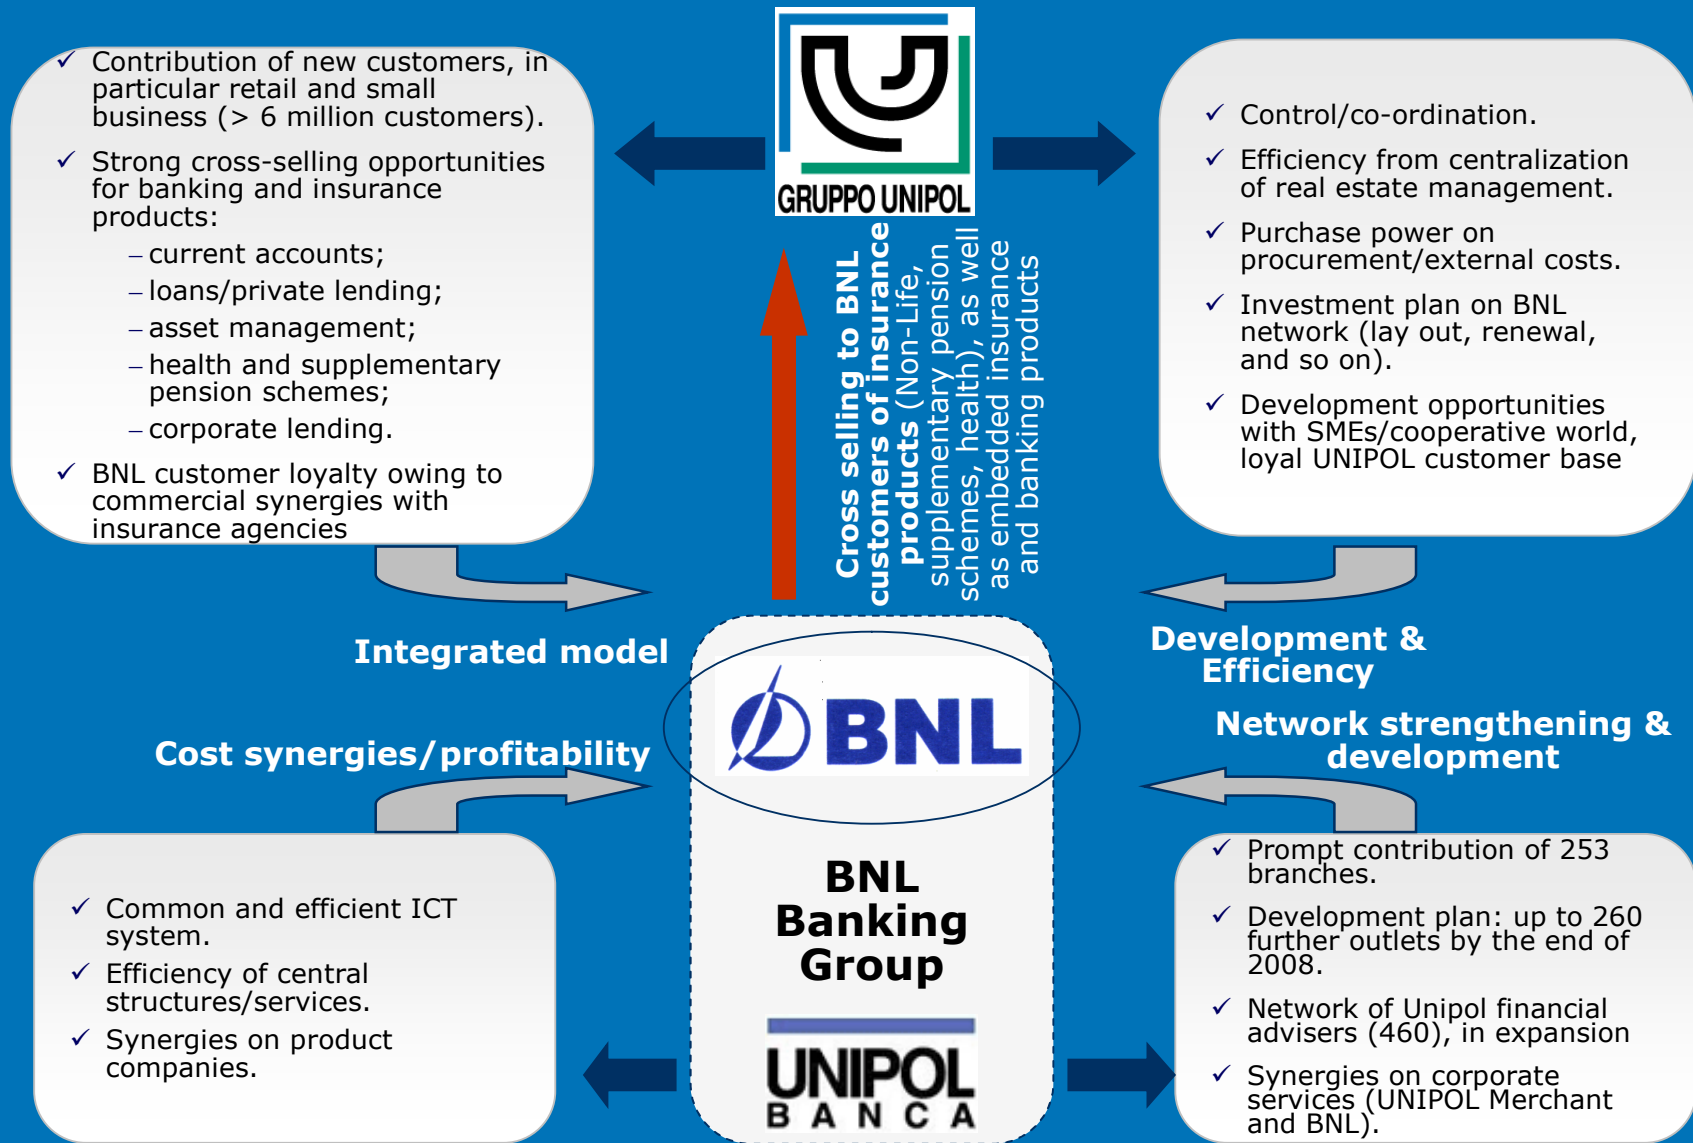 ✓ Contribution of new customers, in
particular retail and small
business (> 6 million customers).
✓ Strong cross-selling opportunities
for banking and insurance
products:
– current accounts;
– loans/private lending;
– asset management;
– health and supplementary
pension schemes;
– corporate lending.
✓ BNL customer loyalty owing to
commercial synergies with
insurance agencies
GRUPPO UNIPOL
✓ Control/co-ordination.
✓ Efficiency from centralization
of real estate management.
✓ Purchase power on
procurement/external costs.
✓ Investment plan on BNL
network (lay out, renewal,
and so on).
✓ Development opportunities
with SMEs/cooperative world,
loyal UNIPOL customer base
Cross selling to BNL
customers of insurance
products (Non-Life,
supplementary pension
schemes, health), as well
as embedded insurance
and banking products
Integrated model
Development &
Efficiency
BNL
Cost synergies/profitability
Network strengthening &
development
✓ Common and efficient ICT
system.
✓ Efficiency of central
structures/services.
✓ Synergies on product
companies.
BNL
Banking
Group
UNIPOL
BANCA
✓ Prompt contribution of 253
branches.
✓ Development plan: up to 260
further outlets by the end of
2008.
✓ Network of Unipol financial
advisers (460), in expansion
✓ Synergies on corporate
services (UNIPOL Merchant
and BNL).